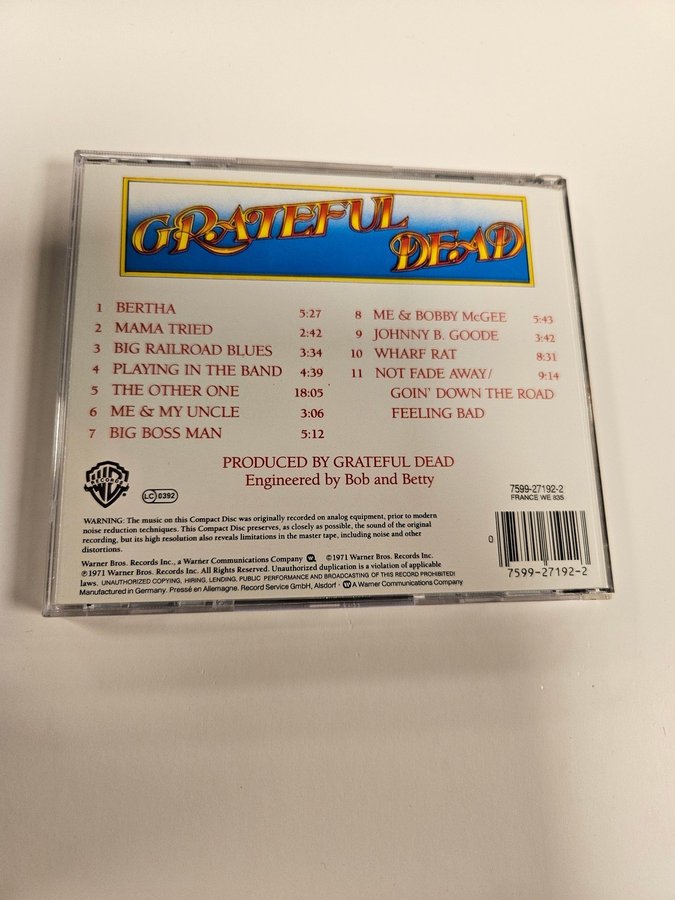 GRATEFUL DEAD
1 BERTHA 5:27
2 MAMA TRIED 2:42
3 BIG RAILROAD BLUES 3:34
4 PLAYING IN THE BAND 4:39
5 THE OTHER ONE 18:05
6 ME & MY UNCLE 3:06
7 BIG BOSS MAN 5:12
8 ME & BOBBY McGEE 5:43
9 JOHNNY B. GOODE 3:42
10 WHARF RAT 8:31
11 NOT FADE AWAY/ 9:14
GOIN' DOWN THE ROAD
FEELING BAD
PRODUCED BY GRATEFUL DEAD
Engineered by Bob and Betty
RECORDS
LC 0392
7599-27192-2
FRANCE WE 835
WARNING: The music on this Compact Disc was originally recorded on analog equipment, prior to modern
noise reduction techniques. This Compact Disc preserves, as closely as possible, the sound of the original
recording, but its high resolution also reveals limitations in the master tape, including noise and other
distortions.
Warner Bros. Records Inc., a Warner Communications Company ©1971 Warner Bros. Records Inc.
℗1971 Warner Bros. Records Inc. All Rights Reserved. Unauthorized duplication is a violation of applicable
laws. UNAUTHORIZED COPYING, HIRING, LENDING, PUBLIC PERFORMANCE AND BROADCASTING OF THIS RECORD PROHIBITED!
Manufactured in Germany. Pressé en Allemagne. Record Service GmbH, Alsdorf · A Warner Communications Company
0
7599-27192-2